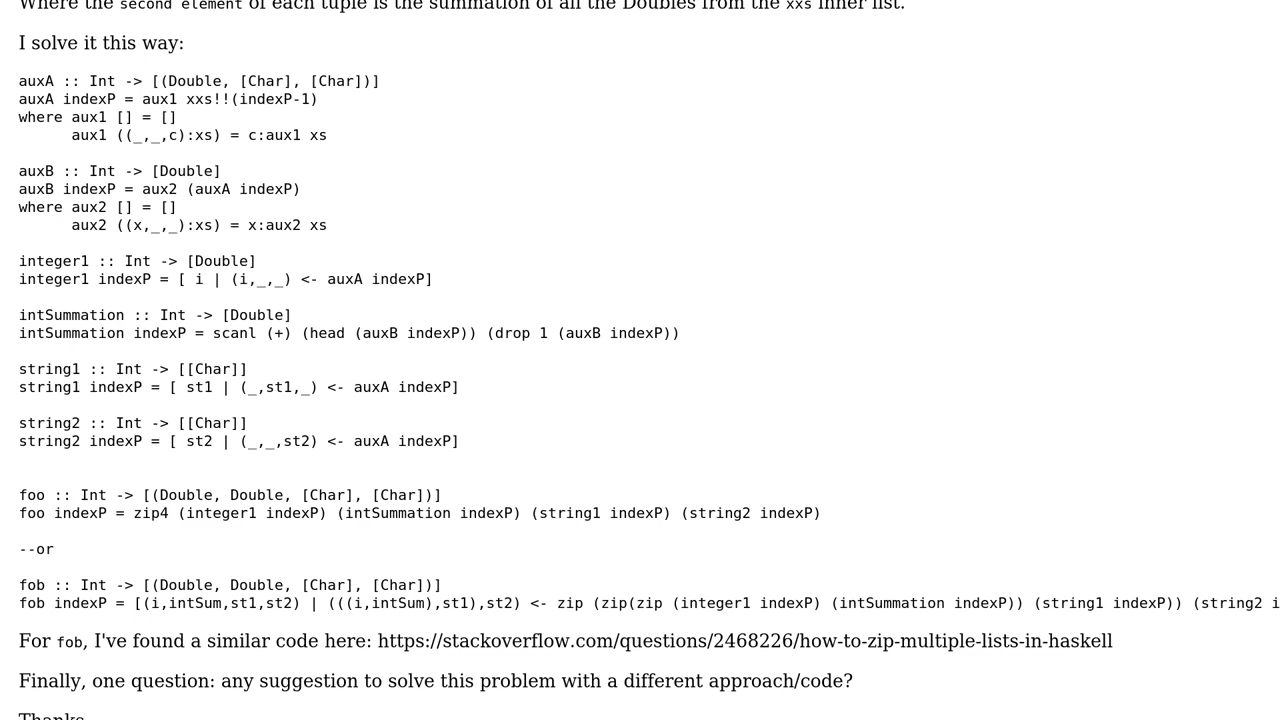 Where the second element of each tuple is the summation of all the Doubles from the xxs inner list.
I solve it this way:
auxA :: Int -> [(Double, [Char], [Char])]
auxA indexP = aux1 xxs!!(indexP-1)
where aux1 [] = []
      aux1 ((_,_,c):xs) = c:aux1 xs
auxB :: Int -> [Double]
auxB indexP = aux2 (auxA indexP)
where aux2 [] = []
      aux2 ((x,_,_):xs) = x:aux2 xs
integer1 :: Int -> [Double]
integer1 indexP = [ i | (i,_,_) <- auxA indexP]
intSummation :: Int -> [Double]
intSummation indexP = scanl (+) (head (auxB indexP)) (drop 1 (auxB indexP))
string1 :: Int -> [[Char]]
string1 indexP = [ st1 | (_,st1,_) <- auxA indexP]
string2 :: Int -> [[Char]]
string2 indexP = [ st2 | (_,_,st2) <- auxA indexP]
foo :: Int -> [(Double, Double, [Char], [Char])]
foo indexP = zip4 (integer1 indexP) (intSummation indexP) (string1 indexP) (string2 indexP)
--or
fob :: Int -> [(Double, Double, [Char], [Char])]
fob indexP = [(i,intSum,st1,st2) | (((i,intSum),st1),st2) <- zip (zip(zip (integer1 indexP) (intSummation indexP)) (string1 indexP)) (string2 i
For fob, I've found a similar code here: https://stackoverflow.com/questions/2468226/how-to-zip-multiple-lists-in-haskell
Finally, one question: any suggestion to solve this problem with a different approach/code?
Thanks